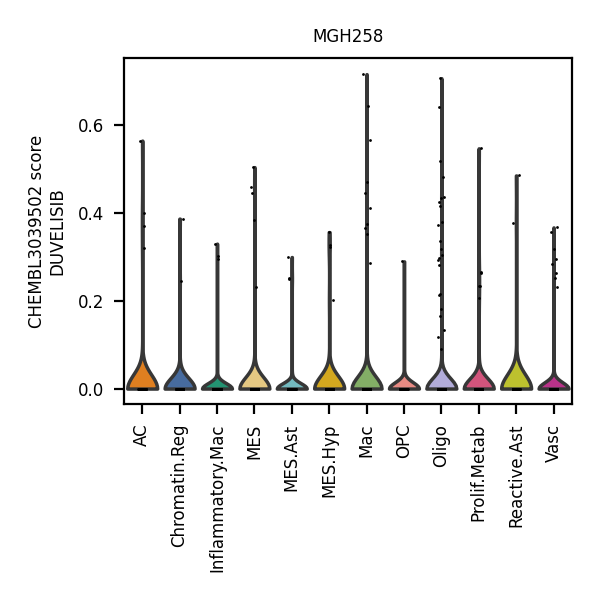 MGH258
CHEMBL3039502 score
DUVELISIB
0.6
0.4
0.2
0.0
AC
Chromatin.Reg
Inflammatory.Mac
MES
MES.Ast
MES.Hyp
Mac
OPC
Oligo
Prolif.Metab
Reactive.Ast
Vasc